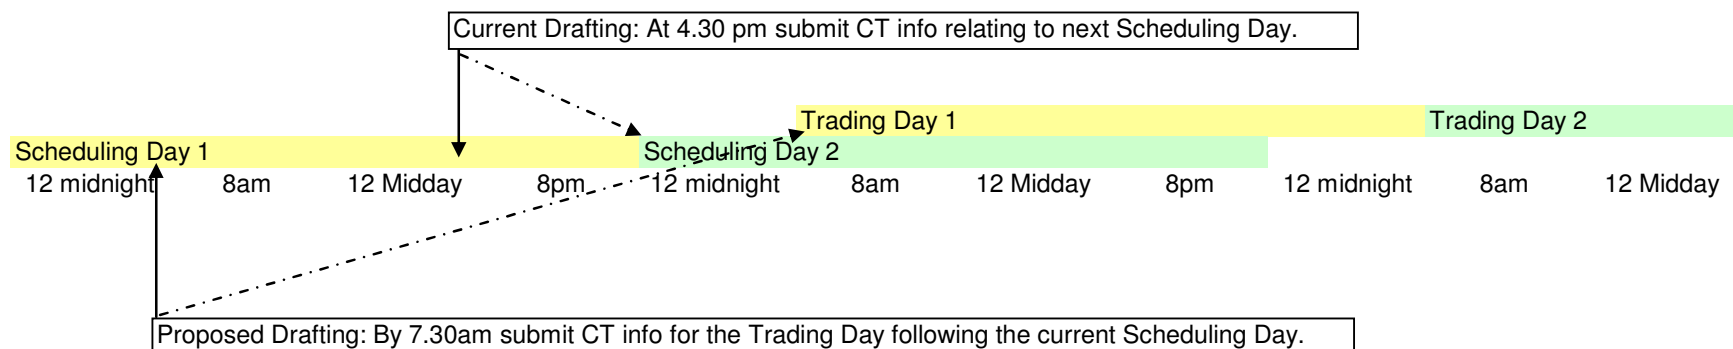 Current Drafting: At 4.30 pm submit CT info relating to next Scheduling Day.
Trading Day 1 Trading Day 2
Scheduling Day 1 Scheduling Day 2
12 midnight 8am 12 Midday 8pm 12 midnight 8am 12 Midday 8pm 12 midnight 8am 12 Midday
Proposed Drafting: By 7.30am submit CT info for the Trading Day following the current Scheduling Day.